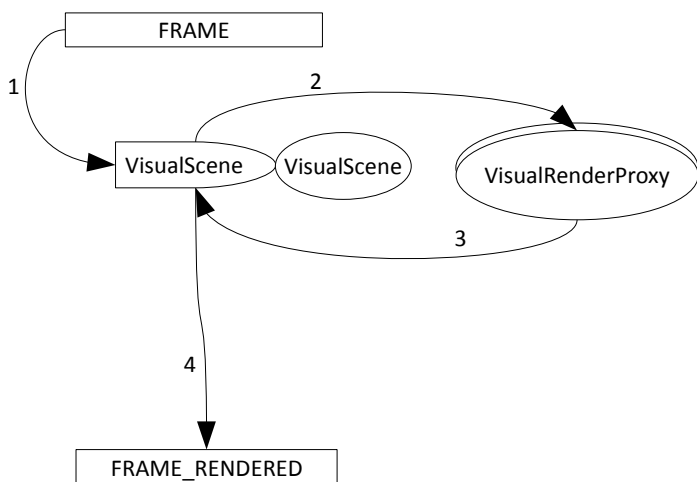 FRAME
1
2
VisualScene
VisualScene
VisualRenderProxy
3
4
FRAME_RENDERED